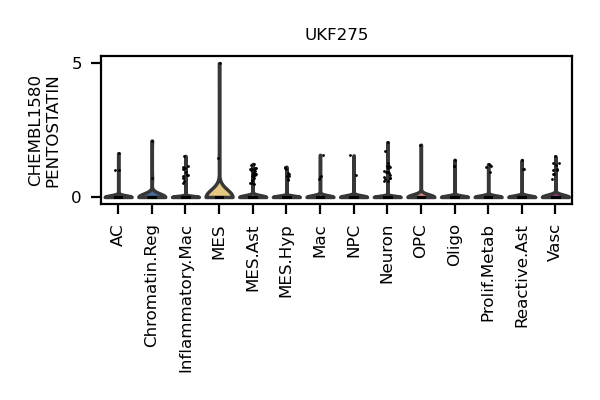 UKF275
CHEMBL1580
PENTOSTATIN
5
0
AC
Chromatin.Reg
Inflammatory.Mac
MES
MES.Ast
MES.Hyp
Mac
NPC
Neuron
OPC
Oligo
Prolif.Metab
Reactive.Ast
Vasc